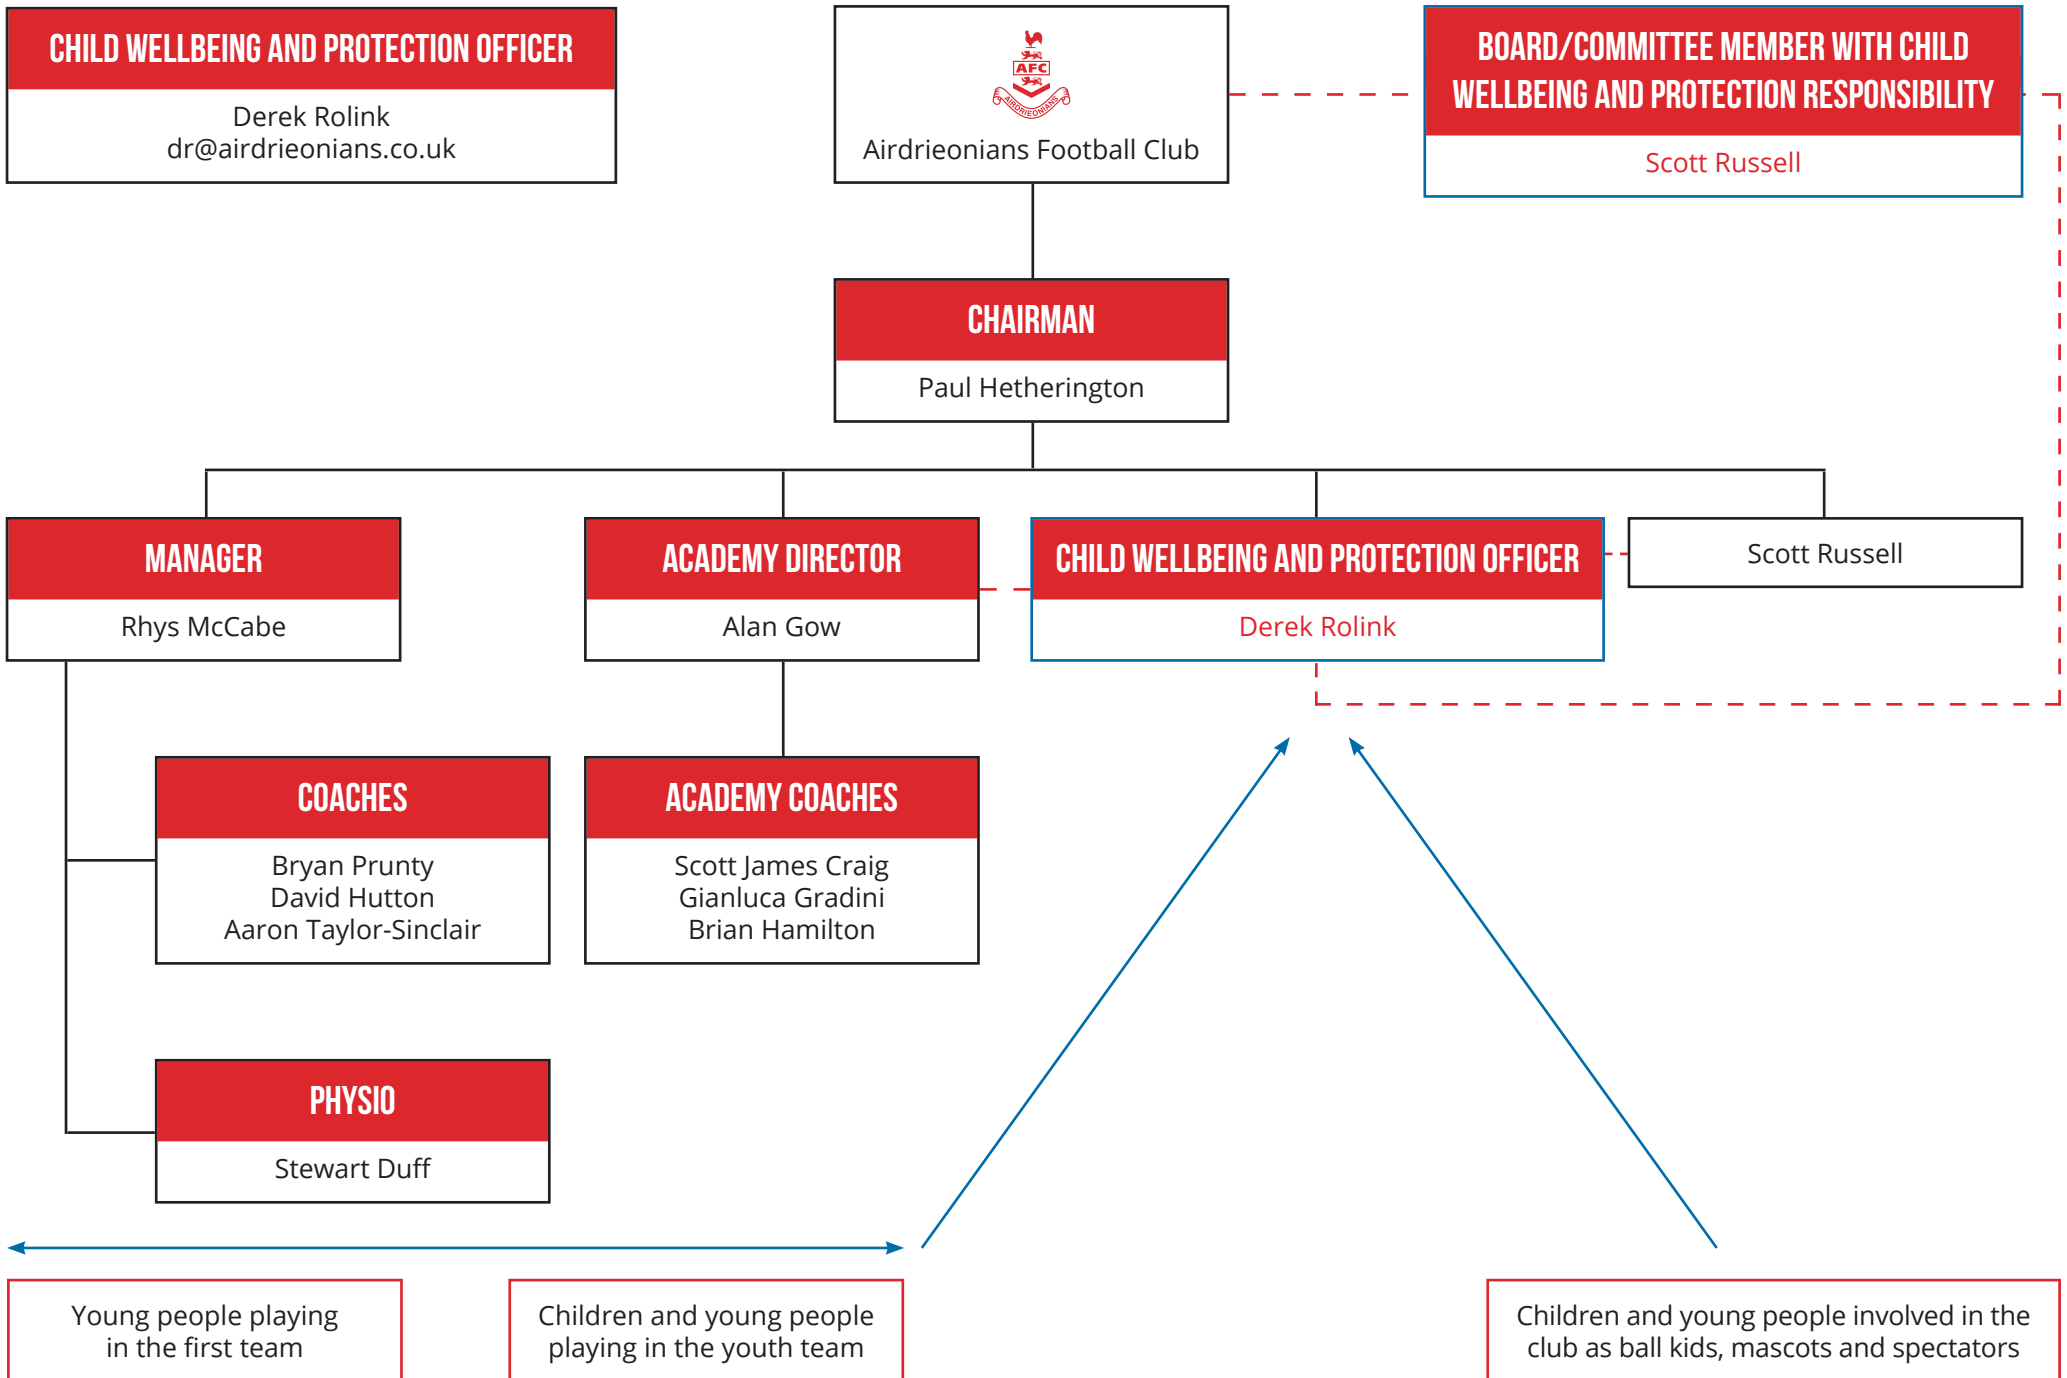 CHILD WELLBEING AND PROTECTION OFFICER
Derek Rolink
dr@airdrieonians.co.uk
AFC
AIRDRIEONIANS
Airdrieonians Football Club
BOARD/COMMITTEE MEMBER WITH CHILD
WELLBEING AND PROTECTION RESPONSIBILITY
Scott Russell
CHAIRMAN
Paul Hetherington
MANAGER
Rhys McCabe
ACADEMY DIRECTOR
Alan Gow
CHILD WELLBEING AND PROTECTION OFFICER
Derek Rolink
Scott Russell
COACHES
Bryan Prunty
David Hutton
Aaron Taylor-Sinclair
ACADEMY COACHES
Scott James Craig
Gianluca Gradini
Brian Hamilton
PHYSIO
Stewart Duff
Young people playing
in the first team
Children and young people
playing in the youth team
Children and young people involved in the
club as ball kids, mascots and spectators